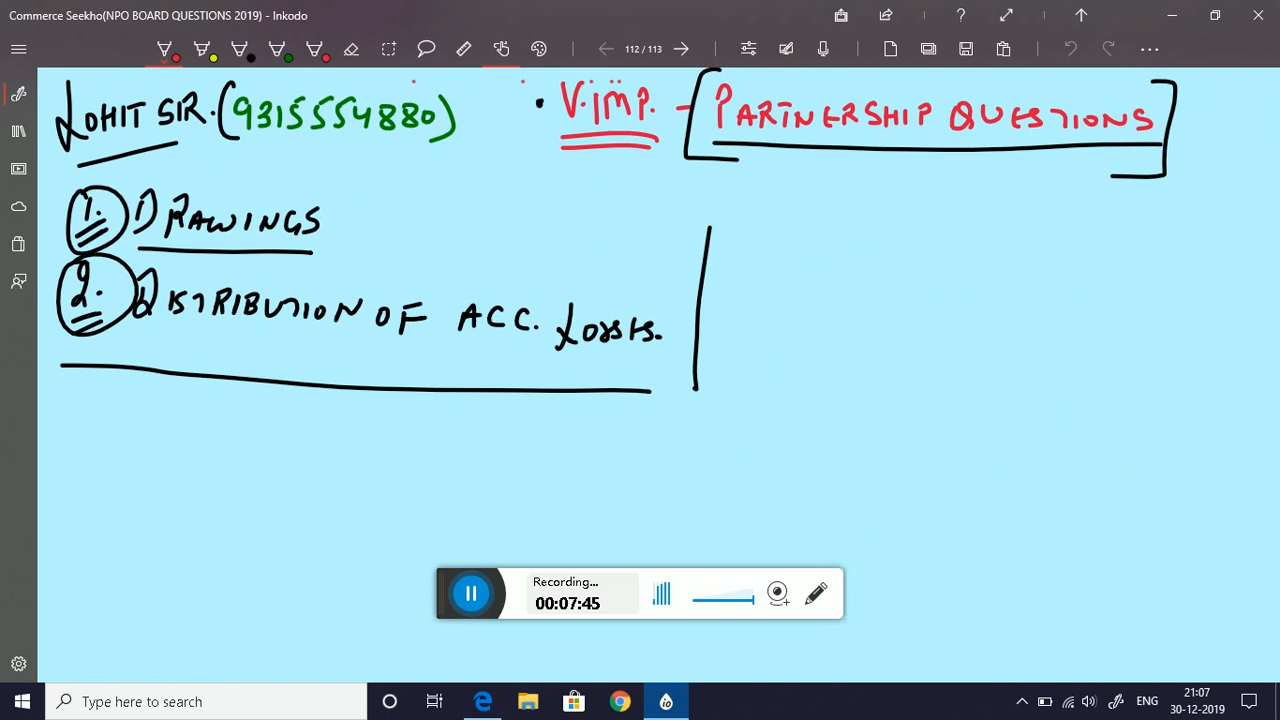 Commerce Seekho(NPO BOARD QUESTIONS 2019) - Inkodo
112 / 113
LOHIT SIR. (9315554880) • V. IMP. - [PARTNERSHIP QUESTIONS]
1. DRAWINGS
2. DISTRIBUTION OF ACC. LOSSES.
Recording...
00:07:45
Type here to search
ENG
21:07
30-12-2019